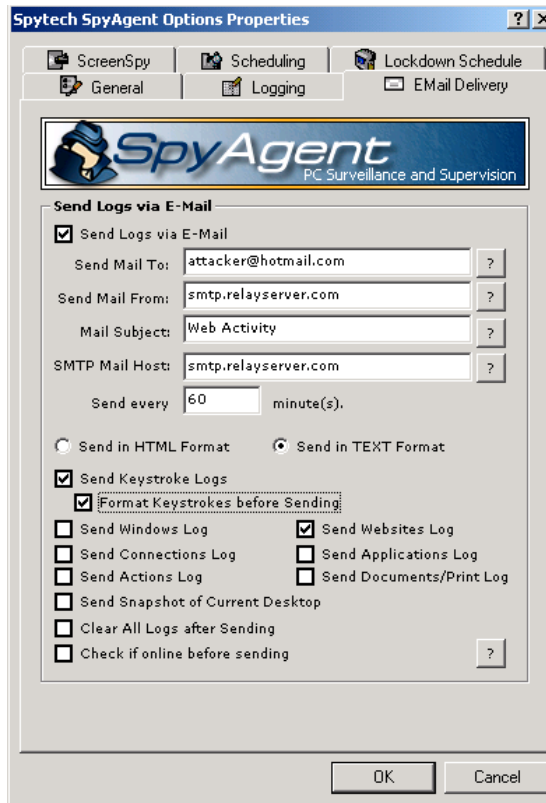 Spytech SpyAgent Options Properties
ScreenSpy Scheduling Lockdown Schedule
General Logging EMail Delivery
SpyAgent
PC Surveillance and Supervision
Send Logs via E-Mail
Send Logs via E-Mail
Send Mail To: attacker@hotmail.com ?
Send Mail From: smtp.relayserver.com ?
Mail Subject: Web Activity ?
SMTP Mail Host: smtp.relayserver.com ?
Send every 60 minute(s).
Send in HTML Format Send in TEXT Format
Send Keystroke Logs
Format Keystrokes before Sending
Send Windows Log Send Websites Log
Send Connections Log Send Applications Log
Send Actions Log Send Documents/Print Log
Send Snapshot of Current Desktop
Clear All Logs after Sending
Check if online before sending ?
OK Cancel